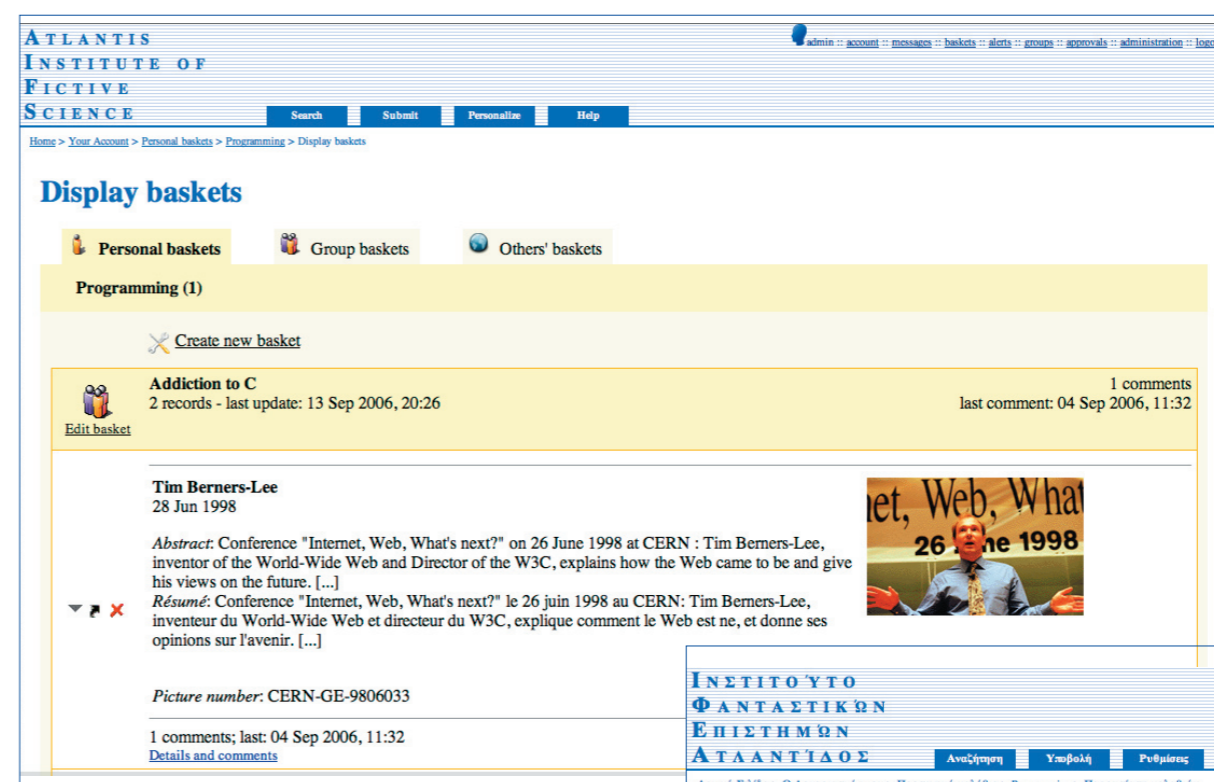 ATLANTIS
INSTITUTE OF
FICTIVE
SCIENCE
admin :: account :: messages :: baskets :: alerts :: groups :: approvals :: administration :: logo
Search Submit Personalize Help
Home > Your Account > Personal baskets > Programming > Display baskets
Display baskets
Personal baskets Group baskets Others' baskets
Programming (1)
Create new basket
Addiction to C
2 records - last update: 13 Sep 2006, 20:26
1 comments
last comment: 04 Sep 2006, 11:32
Edit basket
Tim Berners-Lee
28 Jun 1998
Abstract: Conference "Internet, Web, What's next?" on 26 June 1998 at CERN : Tim Berners-Lee,
inventor of the World-Wide Web and Director of the W3C, explains how the Web came to be and give
his views on the future. [...]
Résumé: Conference "Internet, Web, What's next?" le 26 juin 1998 au CERN: Tim Berners-Lee,
inventeur du World-Wide Web et directeur du W3C, explique comment le Web est ne, et donne ses
opinions sur l'avenir. [...]
Picture number: CERN-GE-9806033
1 comments; last: 04 Sep 2006, 11:32
Details and comments
net, Web, What
26 ne 1998
ΙΝΣΤΙΤΟΎΤΟ
ΦΑΝΤΑΣΤΙΚΏΝ
ΕΠΙΣΤΗΜΏΝ
ΑΤΛΑΝΤΊΔΟΣ
Αναζήτηση Υποβολή Ρυθμίσεις